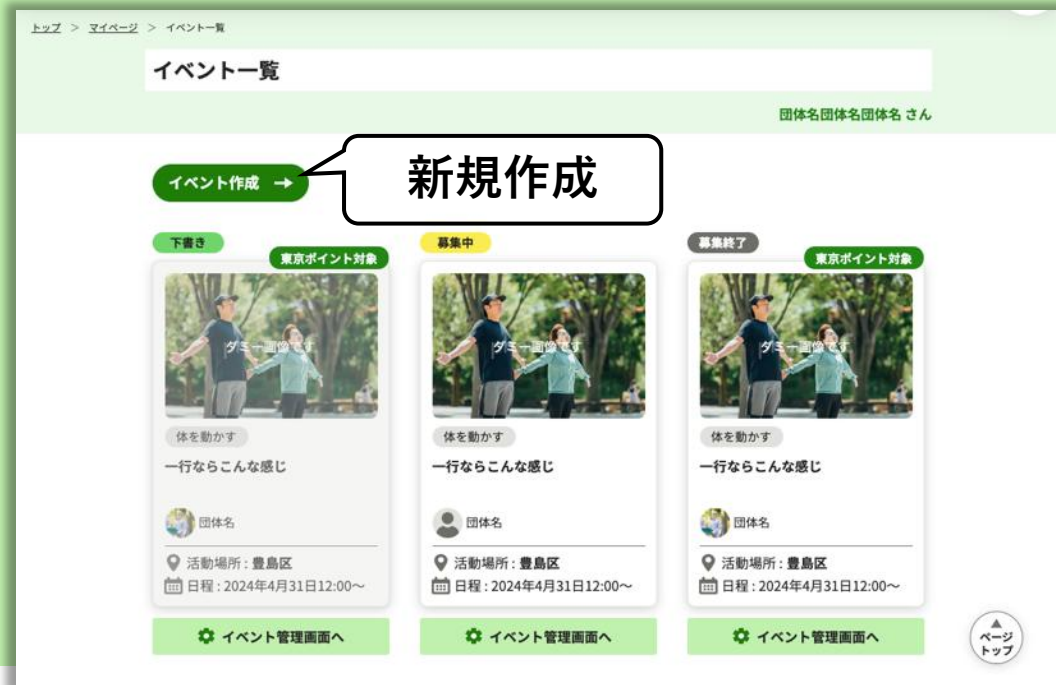 トップ > マイページ > イベント一覧
イベント一覧
団体名団体名団体名 さん
イベント作成 →
新規作成
下書き
東京ポイント対象
ダミー画像です
体を動かす
一行ならこんな感じ
団体名
活動場所 : 豊島区
日程 : 2024年4月31日12:00〜
イベント管理画面へ
募集中
ダミー画像です
体を動かす
一行ならこんな感じ
団体名
活動場所 : 豊島区
日程 : 2024年4月31日12:00〜
イベント管理画面へ
募集終了
東京ポイント対象
ダミー画像です
体を動かす
一行ならこんな感じ
団体名
活動場所 : 豊島区
日程 : 2024年4月31日12:00〜
イベント管理画面へ
ページ
トップ